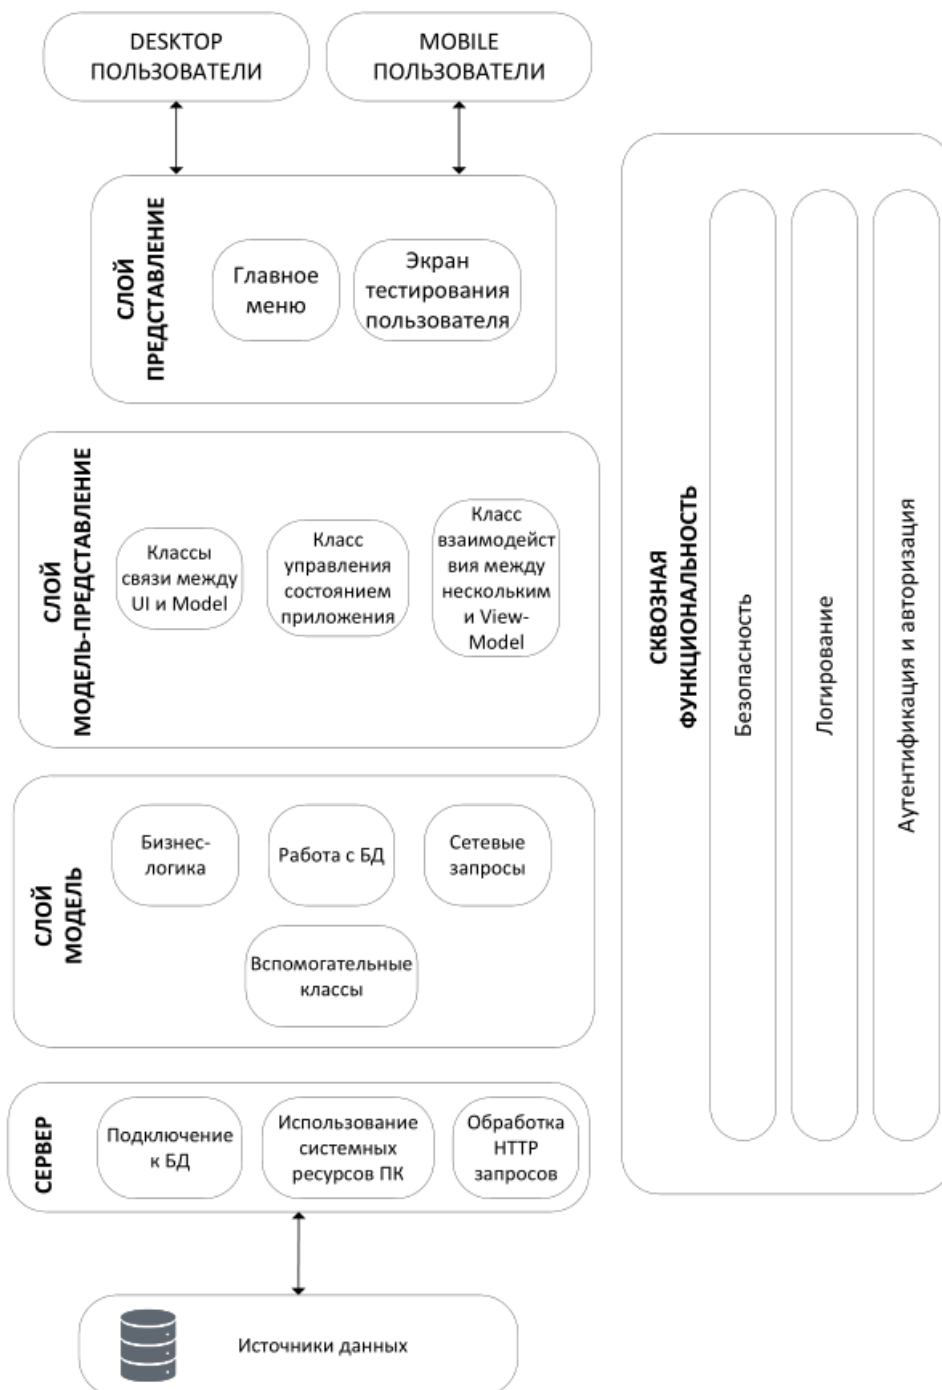 DESKTOP
ПОЛЬЗОВАТЕЛИ
MOBILE
ПОЛЬЗОВАТЕЛИ
СЛОЙ
ПРЕДСТАВЛЕНИЕ
Главное
меню
Экран
тестирования
пользователя
СЛОЙ
МОДЕЛЬ-ПРЕДСТАВЛЕНИЕ
Классы
связи между
UI и Model
Класс
управления
состоянием
приложения
Класс
взаимодейст
вия между
нескольким
и View-
Model
СЛОЙ
МОДЕЛЬ
Бизнес-
логика
Работа с БД
Сетевые
запросы
Вспомогательные
классы
СЕРВЕР
Подключение
к БД
Использование
системных
ресурсов ПК
Обработка
HTTP
запросов
Источники данных
СКВОЗНАЯ
ФУНКЦИОНАЛЬНОСТЬ
Безопасность
Логирование
Аутентификация и авторизация